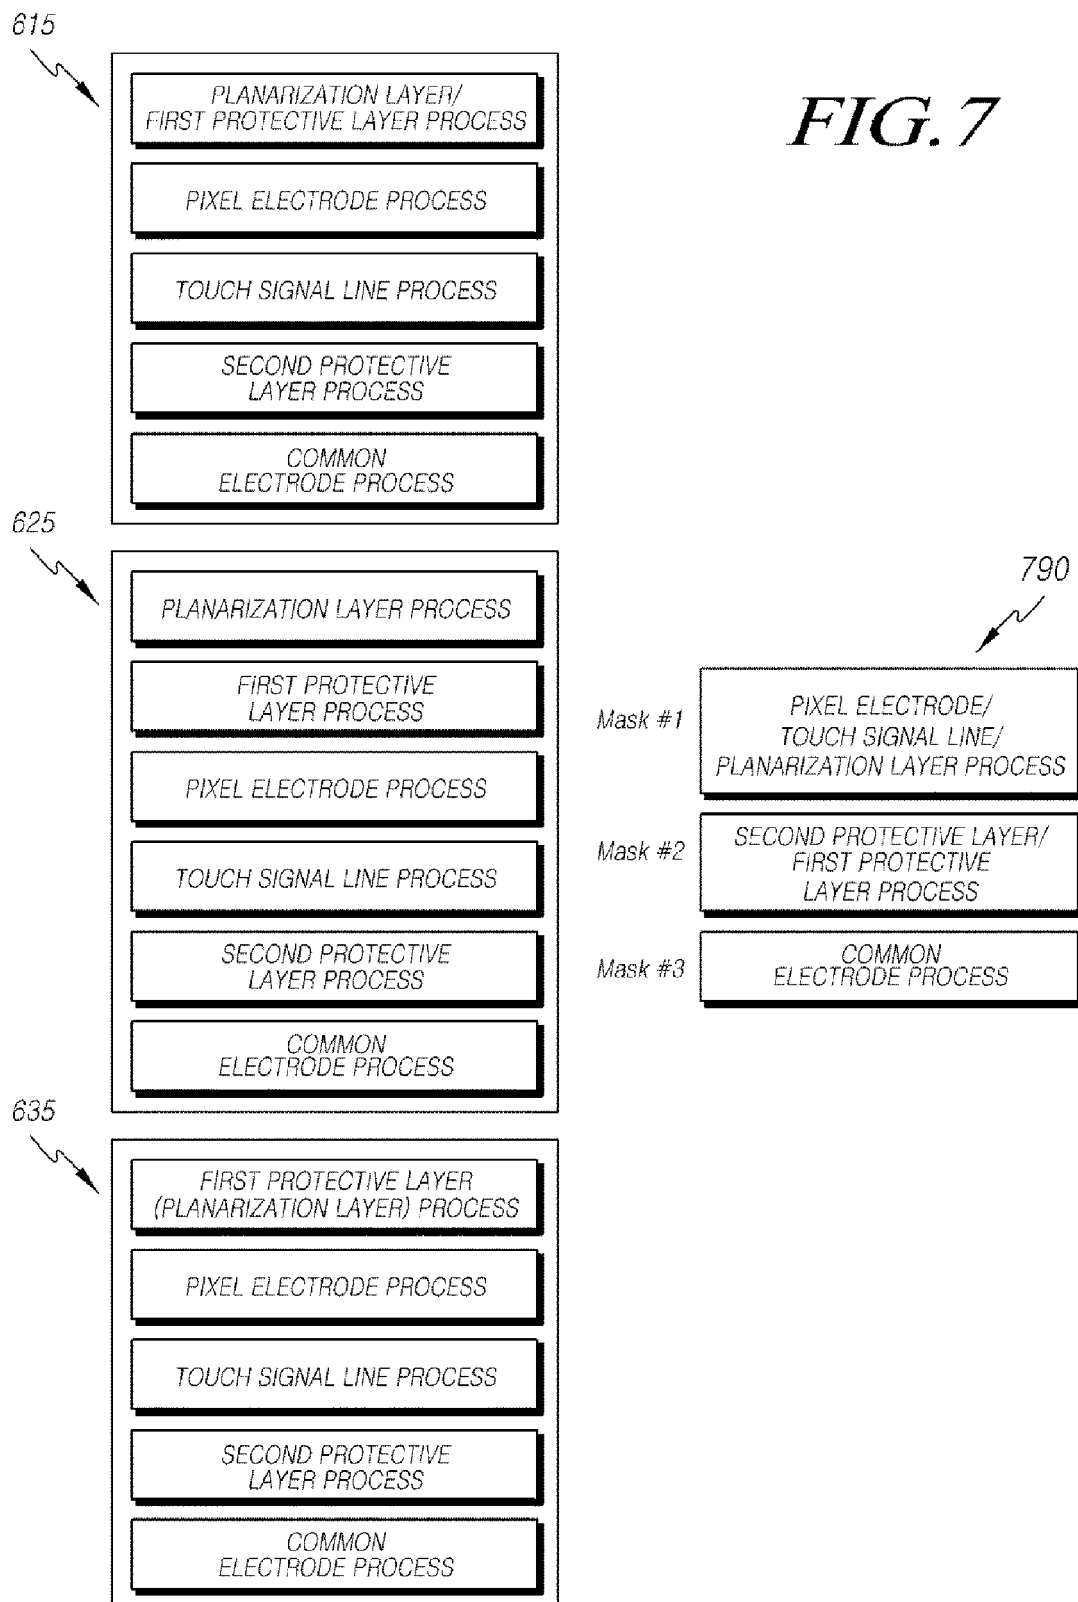 615
PLANARIZATION LAYER/
FIRST PROTECTIVE LAYER PROCESS
PIXEL ELECTRODE PROCESS
TOUCH SIGNAL LINE PROCESS
SECOND PROTECTIVE
LAYER PROCESS
COMMON
ELECTRODE PROCESS
FIG. 7
625
PLANARIZATION LAYER PROCESS
FIRST PROTECTIVE
LAYER PROCESS
PIXEL ELECTRODE PROCESS
TOUCH SIGNAL LINE PROCESS
SECOND PROTECTIVE
LAYER PROCESS
COMMON
ELECTRODE PROCESS
790
Mask #1
PIXEL ELECTRODE/
TOUCH SIGNAL LINE/
PLANARIZATION LAYER PROCESS
Mask #2
SECOND PROTECTIVE LAYER/
FIRST PROTECTIVE
LAYER PROCESS
Mask #3
COMMON
ELECTRODE PROCESS
635
FIRST PROTECTIVE LAYER
(PLANARIZATION LAYER) PROCESS
PIXEL ELECTRODE PROCESS
TOUCH SIGNAL LINE PROCESS
SECOND PROTECTIVE
LAYER PROCESS
COMMON
ELECTRODE PROCESS